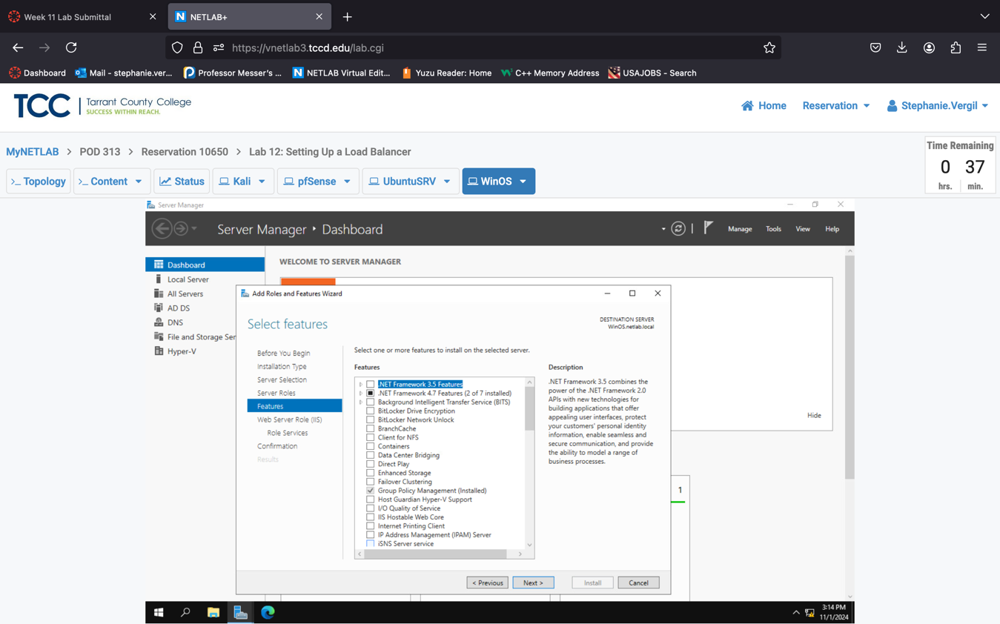 Week 11 Lab Submittal
N NETLAB+
https://vnetlab3.tccd.edu/lab.cgi
Dashboard
Mail - stephanie.ver...
Professor Messer's ...
N NETLAB Virtual Edit...
Yuzu Reader: Home
C++ Memory Address
USAJOBS - Search
TCC | Tarrant County College
SUCCESS WITHIN REACH.
Home
Reservation
Stephanie.Vergil
MyNETLAB > POD 313 > Reservation 10650 > Lab 12: Setting Up a Load Balancer
Time Remaining
0 37
hrs. min.
>_ Topology
>_ Content
Status
Kali
pfSense
UbuntuSRV
WinOS
Server Manager
Server Manager • Dashboard
Manage
Tools
View
Help
Dashboard
Local Server
All Servers
AD DS
DNS
File and Storage Ser
Hyper-V
WELCOME TO SERVER MANAGER
Hide
1
Add Roles and Features Wizard
Select features
DESTINATION SERVER
WinOS.netlab.local
Before You Begin
Installation Type
Server Selection
Server Roles
Features
Web Server Role (IIS)
Role Services
Confirmation
Results
Select one or more features to install on the selected server.
Features
.NET Framework 3.5 Features
.NET Framework 4.7 Features (2 of 7 installed)
Background Intelligent Transfer Service (BITS)
BitLocker Drive Encryption
BitLocker Network Unlock
BranchCache
Client for NFS
Containers
Data Center Bridging
Direct Play
Enhanced Storage
Failover Clustering
Group Policy Management (Installed)
Host Guardian Hyper-V Support
I/O Quality of Service
IIS Hostable Web Core
Internet Printing Client
IP Address Management (IPAM) Server
iSNS Server service
Description
.NET Framework 3.5 combines the
power of the .NET Framework 2.0
APIs with new technologies for
building applications that offer
appealing user interfaces, protect
your customers' personal identity
information, enable seamless and
secure communication, and provide
the ability to model a range of
business processes.
< Previous
Next >
Install
Cancel
3:14 PM
11/1/2024